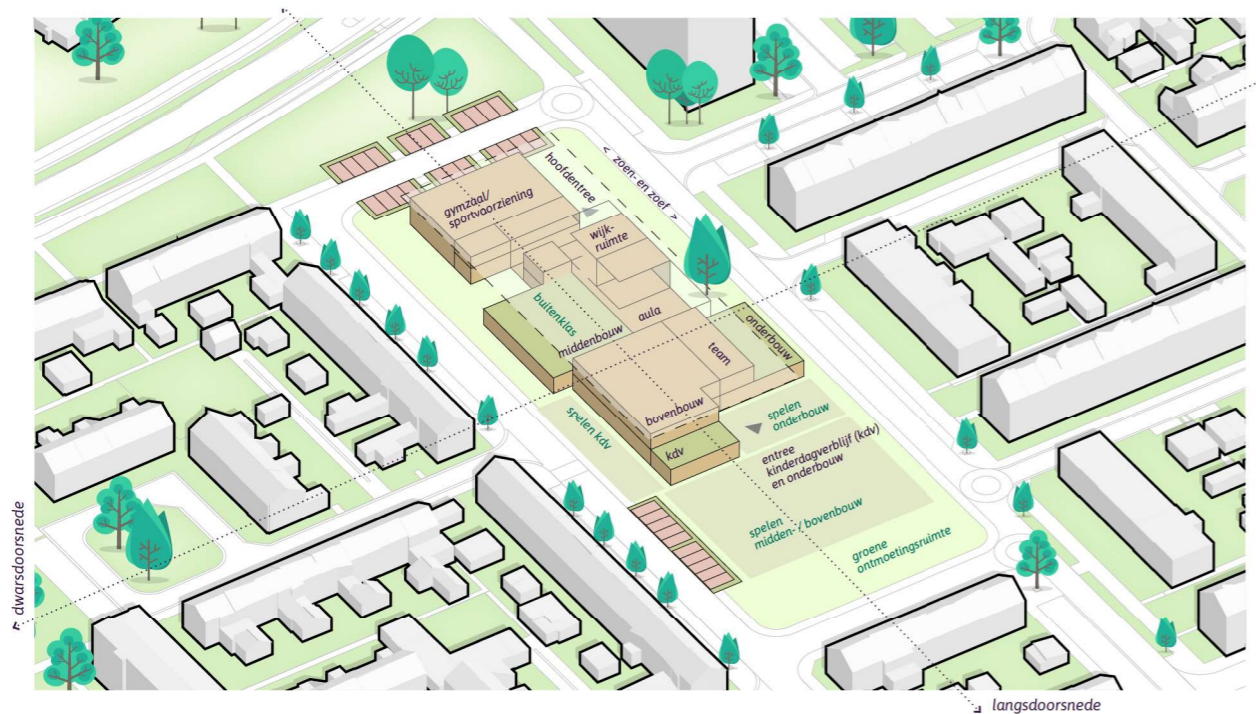 < zoen- en zoef >
hoofdentree
gymzaal/
sportvoorziening
wijk-
ruimte
buitenklas
aula
middenbouw
onderbouw
team
bovenbouw
spelen
onderbouw
spelen kdv
kdv
entree
kinderdagverblijf (kdv)
en onderbouw
spelen
midden-/ bovenbouw
groene
ontmoetingsruimte
dwarsdoorsnede
langsdoorsnede